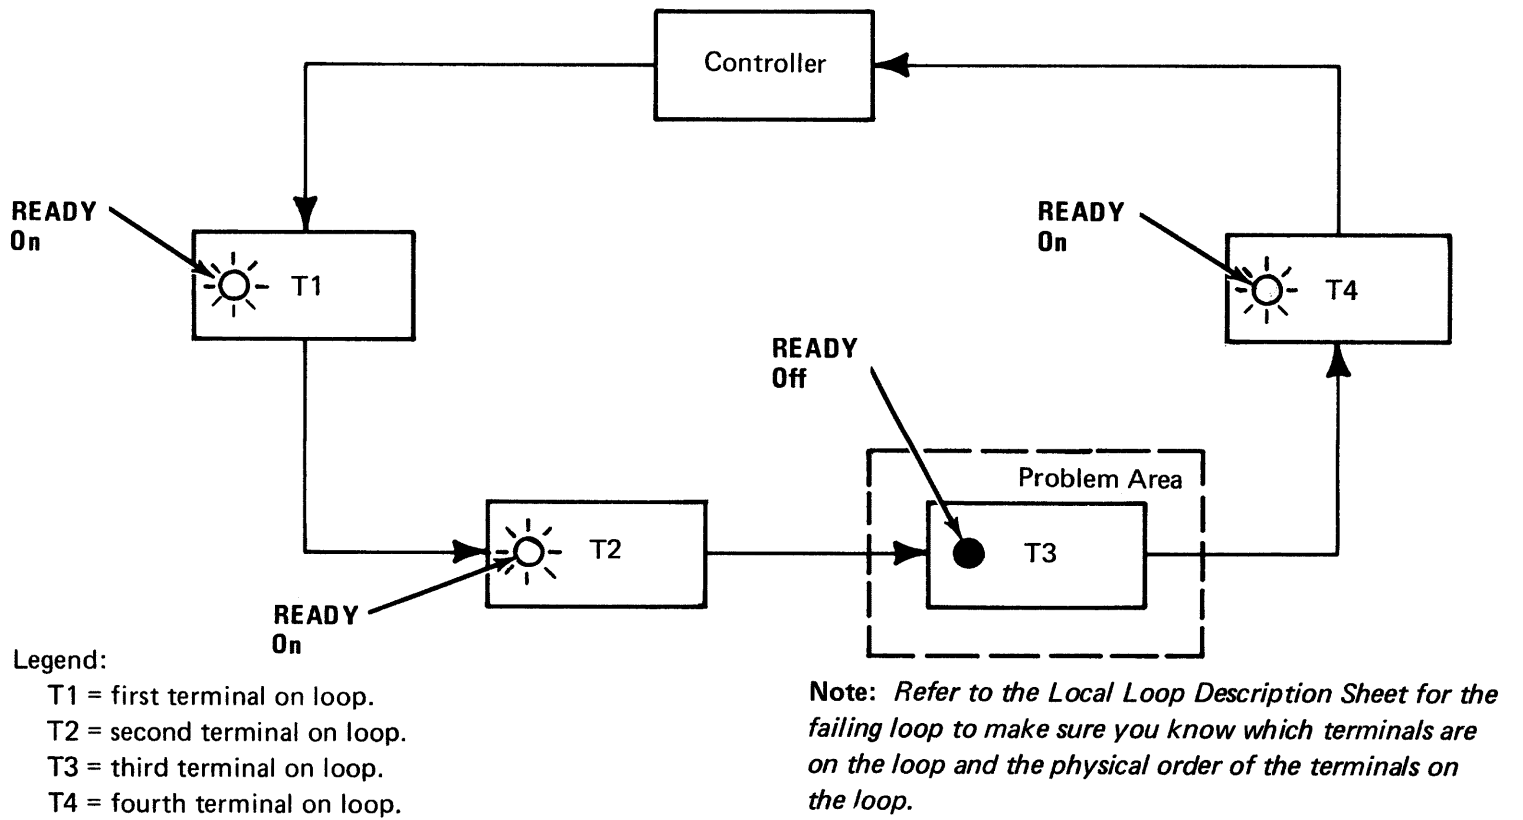 Controller
READY
On
T1
READY
On
T4
READY
Off
Problem Area
T2
T3
READY
On
Legend:
T1 = first terminal on loop.
T2 = second terminal on loop.
T3 = third terminal on loop.
T4 = fourth terminal on loop.
Note: Refer to the Local Loop Description Sheet for the
failing loop to make sure you know which terminals are
on the loop and the physical order of the terminals on
the loop.